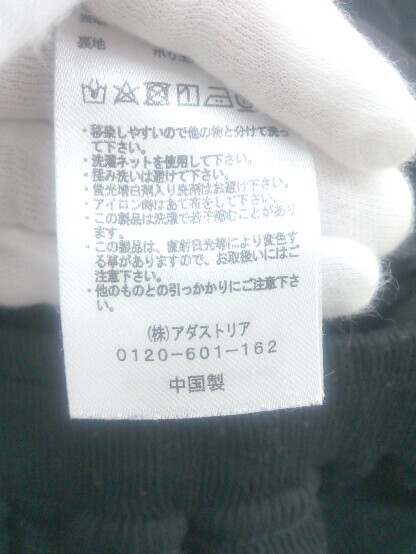 裏地
・移染しやすいので他の物と分けて洗っ
て下さい。
・洗濯ネットを使用して下さい。
・揉み洗いは避けて下さい。
・蛍光増白剤入り洗剤はお避け下さい。
・アイロン時はあて布をして下さい。
・この製品は洗濯で若干縮むことがあり
ます。
・この製品は、直射日光等により変色す
る事がありますので、お取扱いにはご
注意下さい。
・他のものとの引っかかりにご注意下さ
い。
(株)アダストリア
0120-601-162
中国製